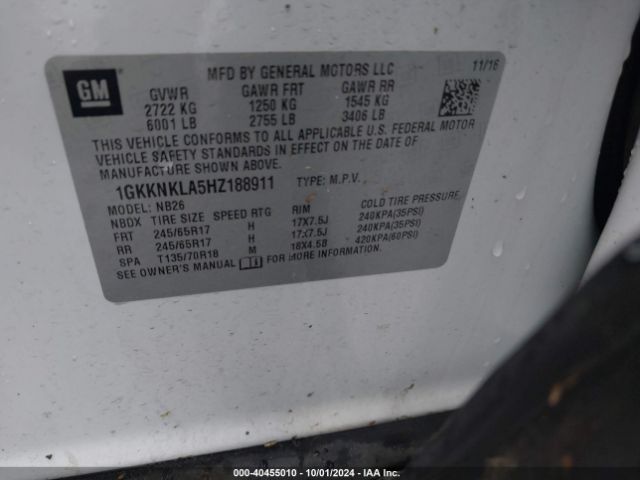 GM
MFD BY GENERAL MOTORS LLC 11/16
GVWR GAWR FRT GAWR RR
2722 KG 1250 KG 1545 KG
6001 LB 2755 LB 3406 LB
THIS VEHICLE CONFORMS TO ALL APPLICABLE U.S. FEDERAL MOTOR
VEHICLE SAFETY STANDARDS IN EFFECT ON THE DATE OF
MANUFACTURE SHOWN ABOVE.
1GKKNKLA5HZ188911 TYPE: M.P.V.
MODEL: NB26
NBDX TIRE SIZE SPEED RTG RIM COLD TIRE PRESSURE
FRT 245/65R17 H 17X7.5J 240KPA(35PSI)
RR 245/65R17 H 17X7.5J 240KPA(35PSI)
SPA T135/70R18 M 18X4.5B 420KPA(60PSI)
SEE OWNER'S MANUAL FOR MORE INFORMATION.
000-40455010 - 10/01/2024 - IAA Inc.